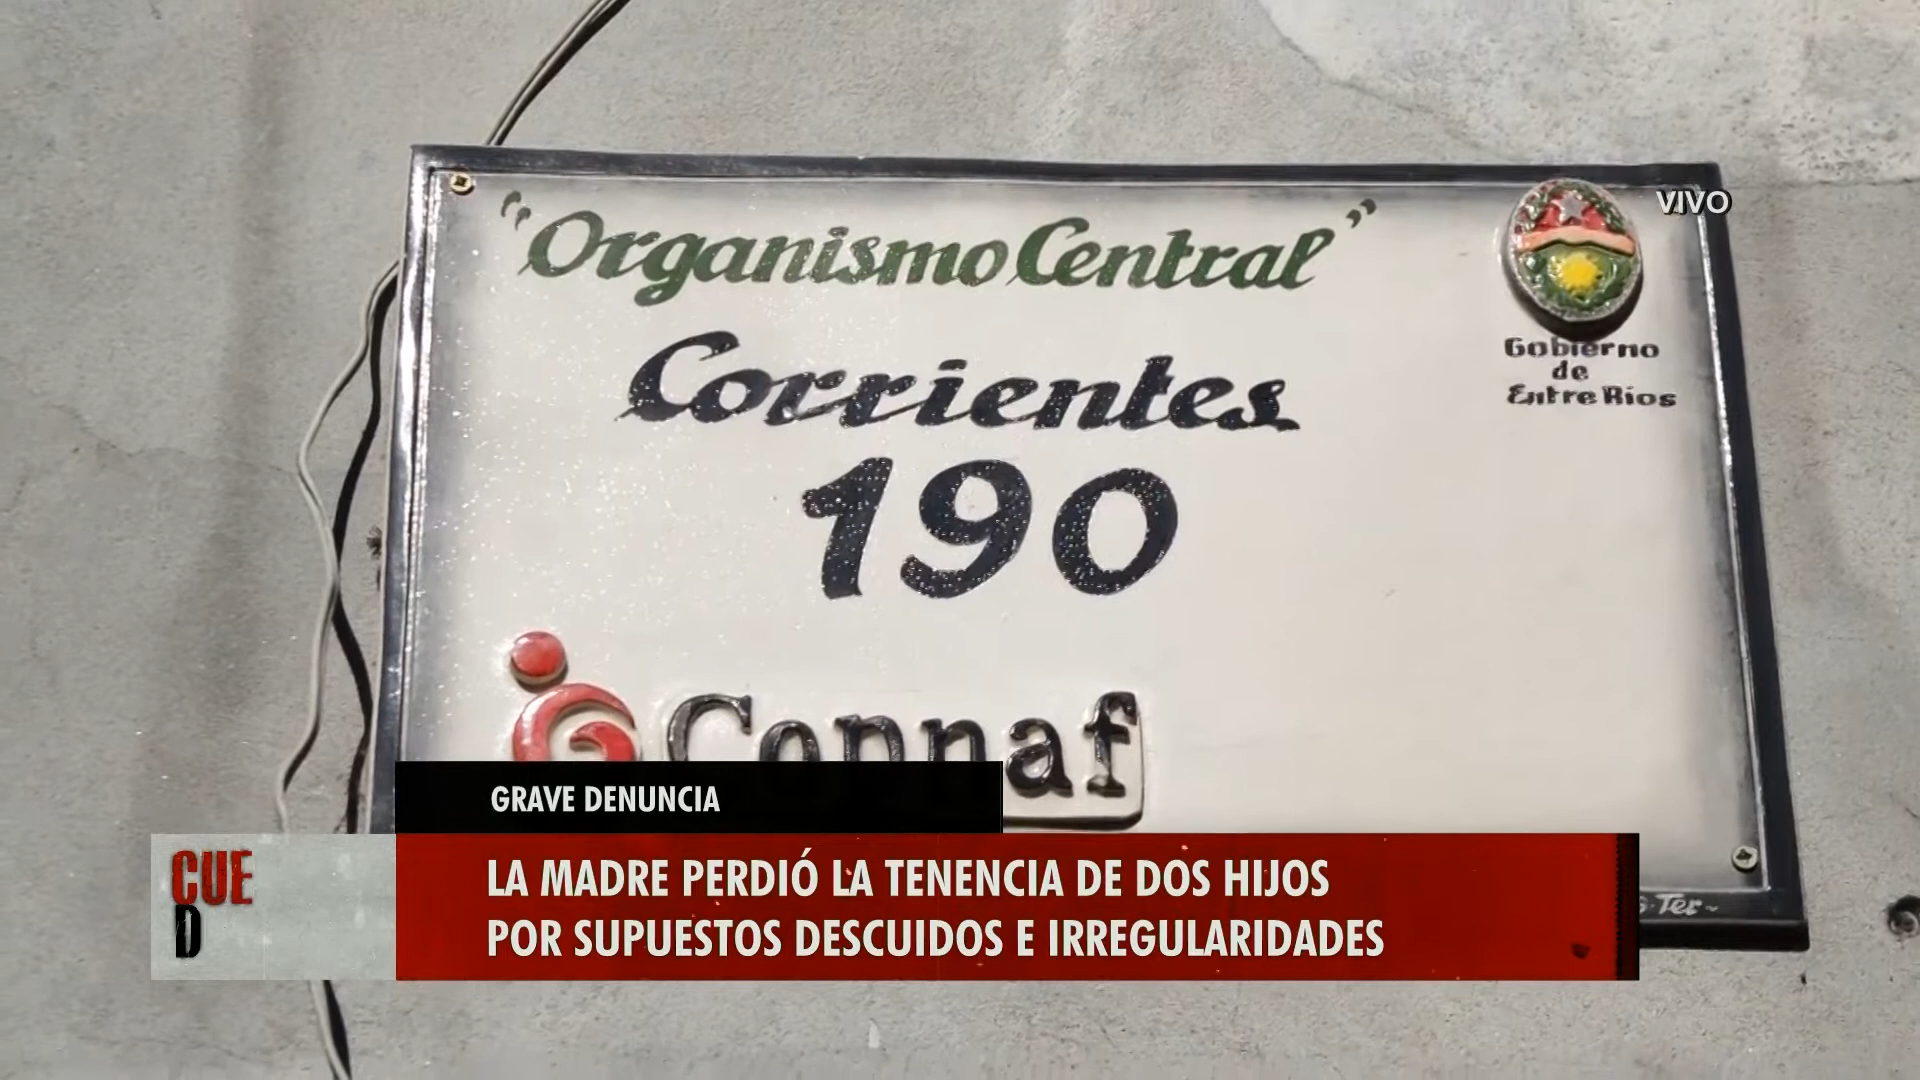 VIVO
"Organismo Central"
Corrientes
190
Gobierno
de
Entre Ríos
Copnaf
GRAVE DENUNCIA
CUE
D
LA MADRE PERDIÓ LA TENENCIA DE DOS HIJOS
POR SUPUESTOS DESCUIDOS E IRREGULARIDADES